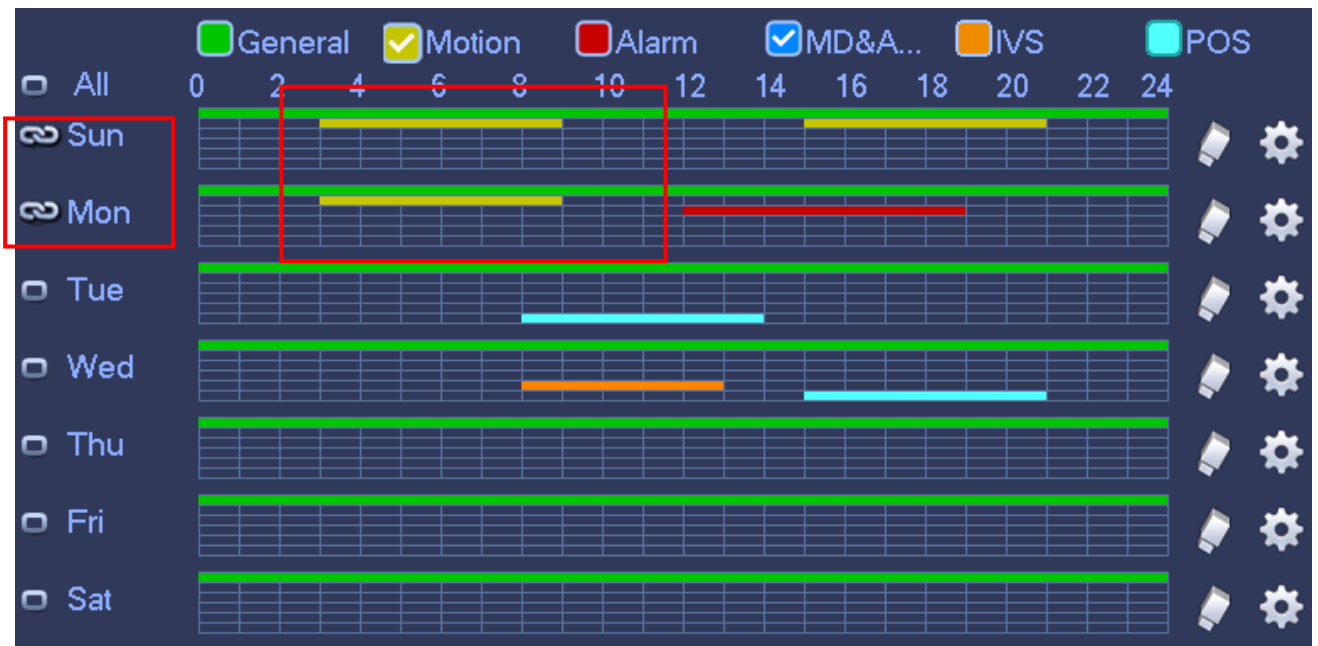 General Motion Alarm MD&A... IVS POS
All 0 2 4 6 8 10 12 14 16 18 20 22 24
Sun
Mon
Tue
Wed
Thu
Fri
Sat